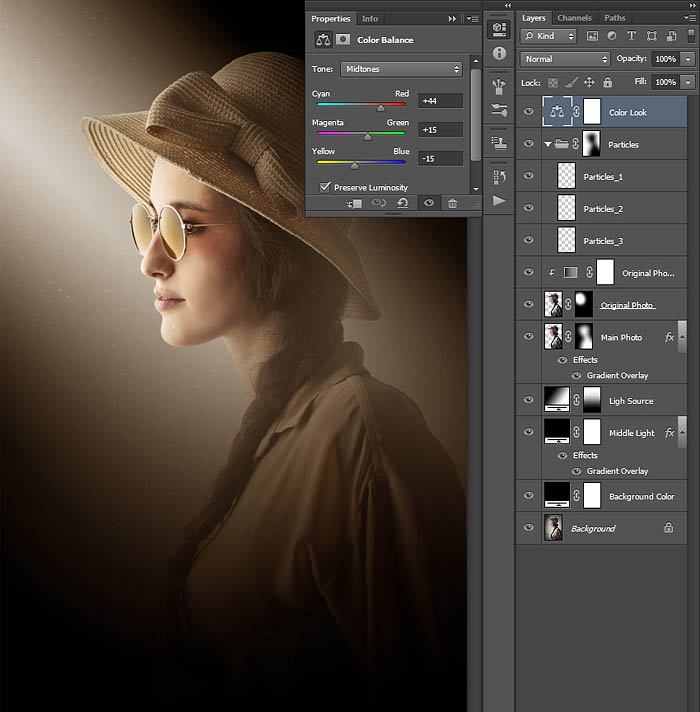 Properties Info
Color Balance
Tone: Midtones
Cyan Red +44
Magenta Green +15
Yellow Blue -15
Preserve Luminosity
Layers Channels Paths
Kind
Normal Opacity: 100%
Lock: Fill: 100%
Color Look
Particles
Particles_1
Particles_2
Particles_3
Original Pho...
Original Photo
Main Photo fx
Effects
Gradient Overlay
Ligh Source
Middle Light fx
Effects
Gradient Overlay
Background Color
Background